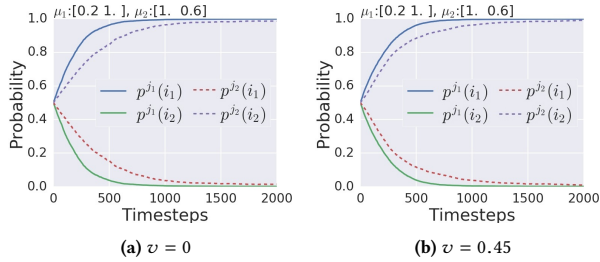 μ₁:[0.2 1. ], μ₂:[1.  0.6]
1.0
0.8
0.6
0.4
0.2
0.0
Probability
p^{j₁}(i₁) p^{j₂}(i₁)
p^{j₁}(i₂) p^{j₂}(i₂)
0 500 1000 1500 2000
Timesteps
(a) v = 0
μ₁:[0.2 1. ], μ₂:[1.  0.6]
1.0
0.8
0.6
0.4
0.2
0.0
Probability
p^{j₁}(i₁) p^{j₂}(i₁)
p^{j₁}(i₂) p^{j₂}(i₂)
0 500 1000 1500 2000
Timesteps
(b) v = 0.45